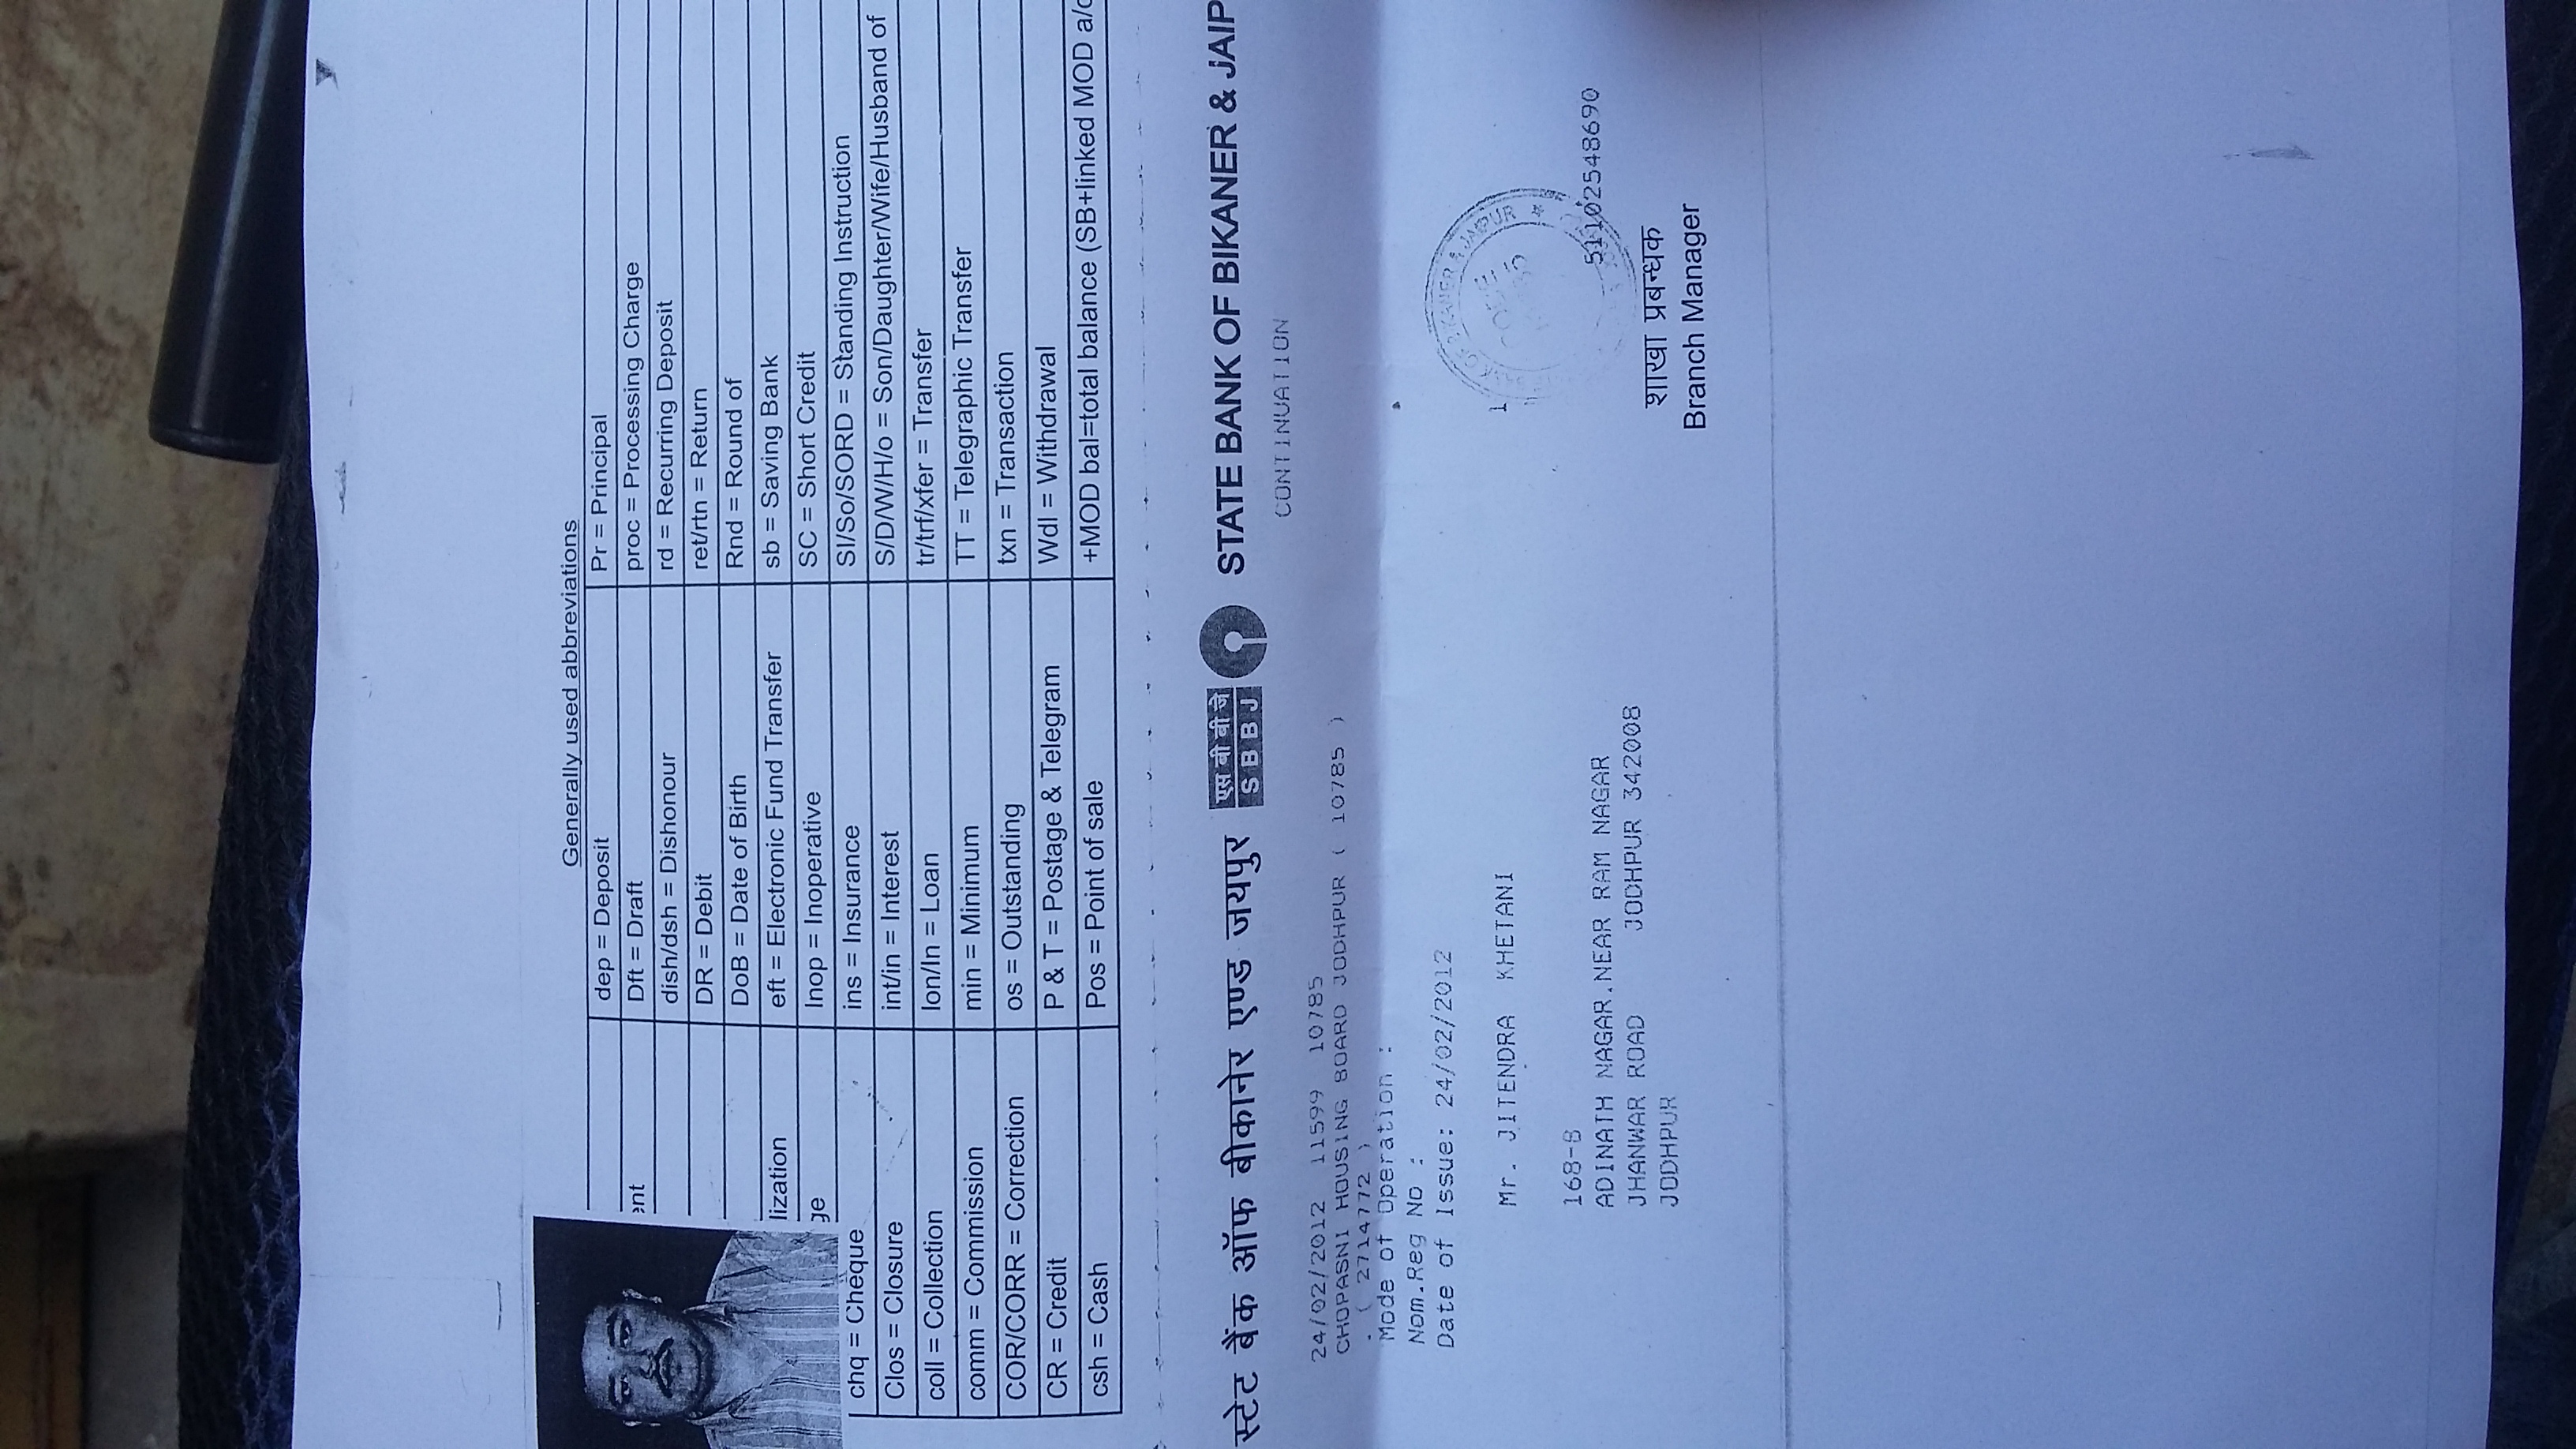 Generally used abbreviations
dep = Deposit Pr = Principal
ent Dft = Draft proc = Processing Charge
dish/dsh = Dishonour rd = Recurring Deposit
DR = Debit ret/rtn = Return
DoB = Date of Birth Rnd = Round of
lization eft = Electronic Fund Transfer sb = Saving Bank
ge Inop = Inoperative SC = Short Credit
chq = Cheque ins = Insurance SI/So/SORD = Standing Instruction
Clos = Closure int/in = Interest S/D/W/H/o = Son/Daughter/Wife/Husband of
coll = Collection lon/ln = Loan tr/trf/xfer = Transfer
comm = Commission min = Minimum TT = Telegraphic Transfer
COR/CORR = Correction os = Outstanding txn = Transaction
CR = Credit P & T = Postage & Telegram Wdl = Withdrawal
csh = Cash Pos = Point of sale +MOD bal=total balance (SB+linked MOD a/c
स्टेट बैंक ऑफ बीकानेर एण्ड जयपुर एस बी बी जे SBBJ STATE BANK OF BIKANER & JAIP
CONTINUATION
24/02/2012 11599 10785
CHOPASNI HOUSING BOARD JODHPUR ( 10785 )
. ( 2714772 )
Mode of Operation :
Nom.Reg No :
Date of Issue: 24/02/2012
Mr. JITENDRA KHETANI
BANK OF BIKANER & JAIPUR
168-B
ADINATH NAGAR.NEAR RAM NAGAR 51102548690
JHANWAR ROAD JODHPUR 342008
JODHPUR
शाखा प्रबन्धक
Branch Manager